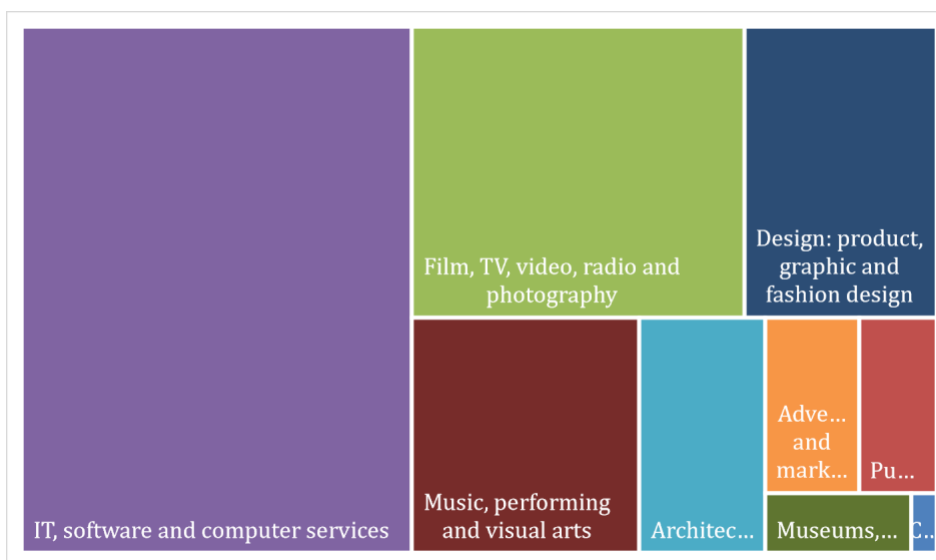 IT, software and computer services
Film, TV, video, radio and
photography
Design: product,
graphic and
fashion design
Music, performing
and visual arts
Architec...
Adve...
and
mark...
Pu...
Museums,...
C...